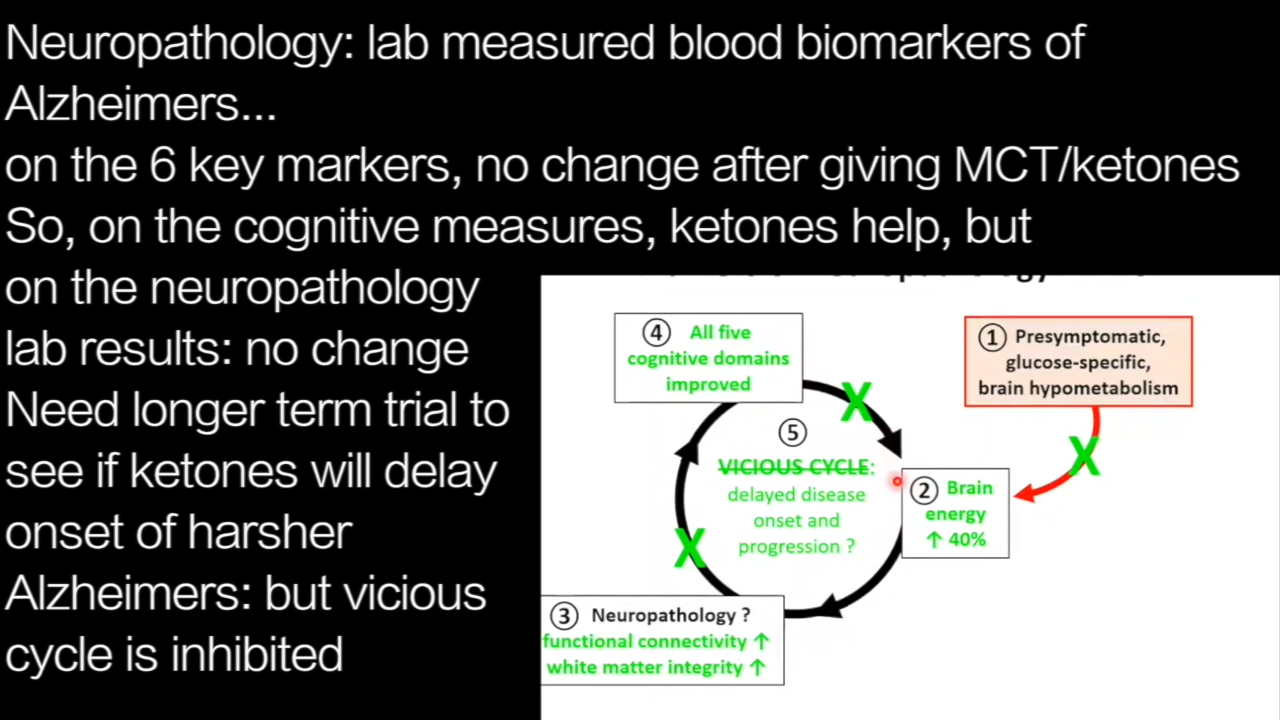 Neuropathology: lab measured blood biomarkers of
Alzheimers...
on the 6 key markers, no change after giving MCT/ketones
So, on the cognitive measures, ketones help, but
on the neuropathology
lab results: no change
Need longer term trial to
see if ketones will delay
onset of harsher
Alzheimers: but vicious
cycle is inhibited
④ All five
cognitive domains
improved
① Presymptomatic,
glucose-specific,
brain hypometabolism
X
X
⑤
VICIOUS CYCLE:
delayed disease
onset and
progression ?
② Brain
energy
↑ 40%
X
③ Neuropathology ?
functional connectivity ↑
white matter integrity ↑